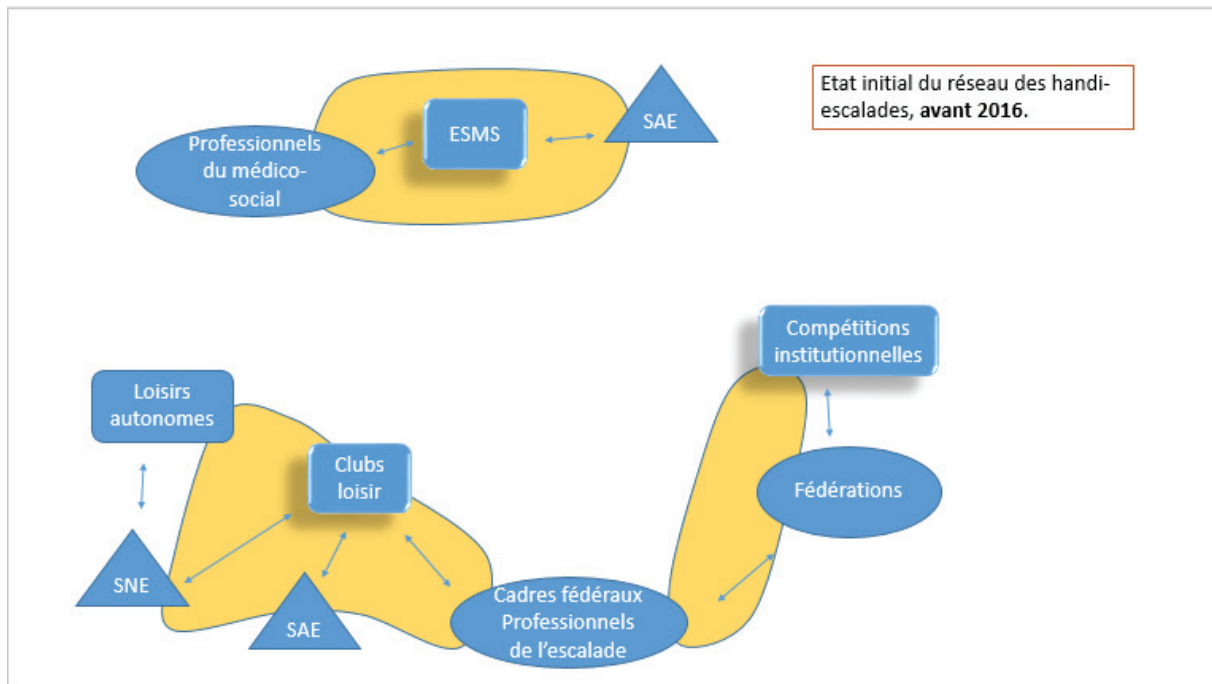 Etat initial du réseau des handi-
escalades, avant 2016.
ESMS
SAE
Professionnels
du médico-
social
Compétitions
institutionnelles
Loisirs
autonomes
Clubs
loisir
Fédérations
SNE
SAE
Cadres fédéraux
Professionnels
de l’escalade